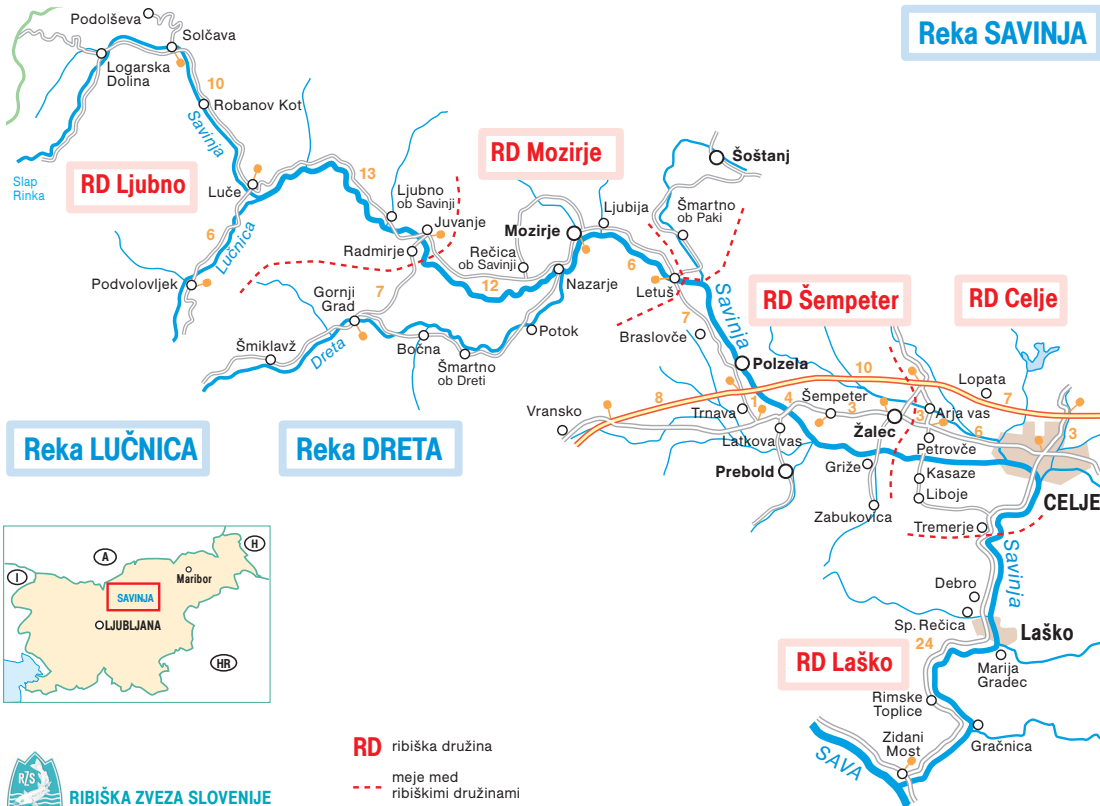 Podolševa
Solčava
Reka SAVINJA
Logarska
Dolina
10
Robanov Kot
Savinja
RD Mozirje
Šoštanj
Slap
Rinka
RD Ljubno
Luče
13
Ljubno
ob Savinji
Šmartno
ob Paki
Ljubija
Juvanje
Mozirje
6
Lučnica
Radmirje
Rečica
ob Savinji
6
Podvolovljek
7
12
Nazarje
Letuš
Savinja
RD Šempeter
RD Celje
Gornji
Grad
7
Potok
Braslovče
Šmiklavž
Dreta
Bočna
Šmartno
ob Dreti
Polzela
10
Lopata
8
1
4
Šempeter
7
Vransko
Trnava
3
3
Arja vas
Žalec
6
3
Latkova vas
Petrovče
Reka LUČNICA
Reka DRETA
Prebold
Griže
Kasaze
Liboje
CELJE
Zabukovica
Tremerje
Savinja
A
H
I
Maribor
SAVINJA
LJUBLJANA
HR
Debro
Sp. Rečica
Laško
24
RD Laško
Marija
Gradec
Rimske
Toplice
Zidani
Most
Gračnica
SAVA
RD ribiška družina
meje med
ribiškimi družinami
RZS
RIBIŠKA ZVEZA SLOVENIJE